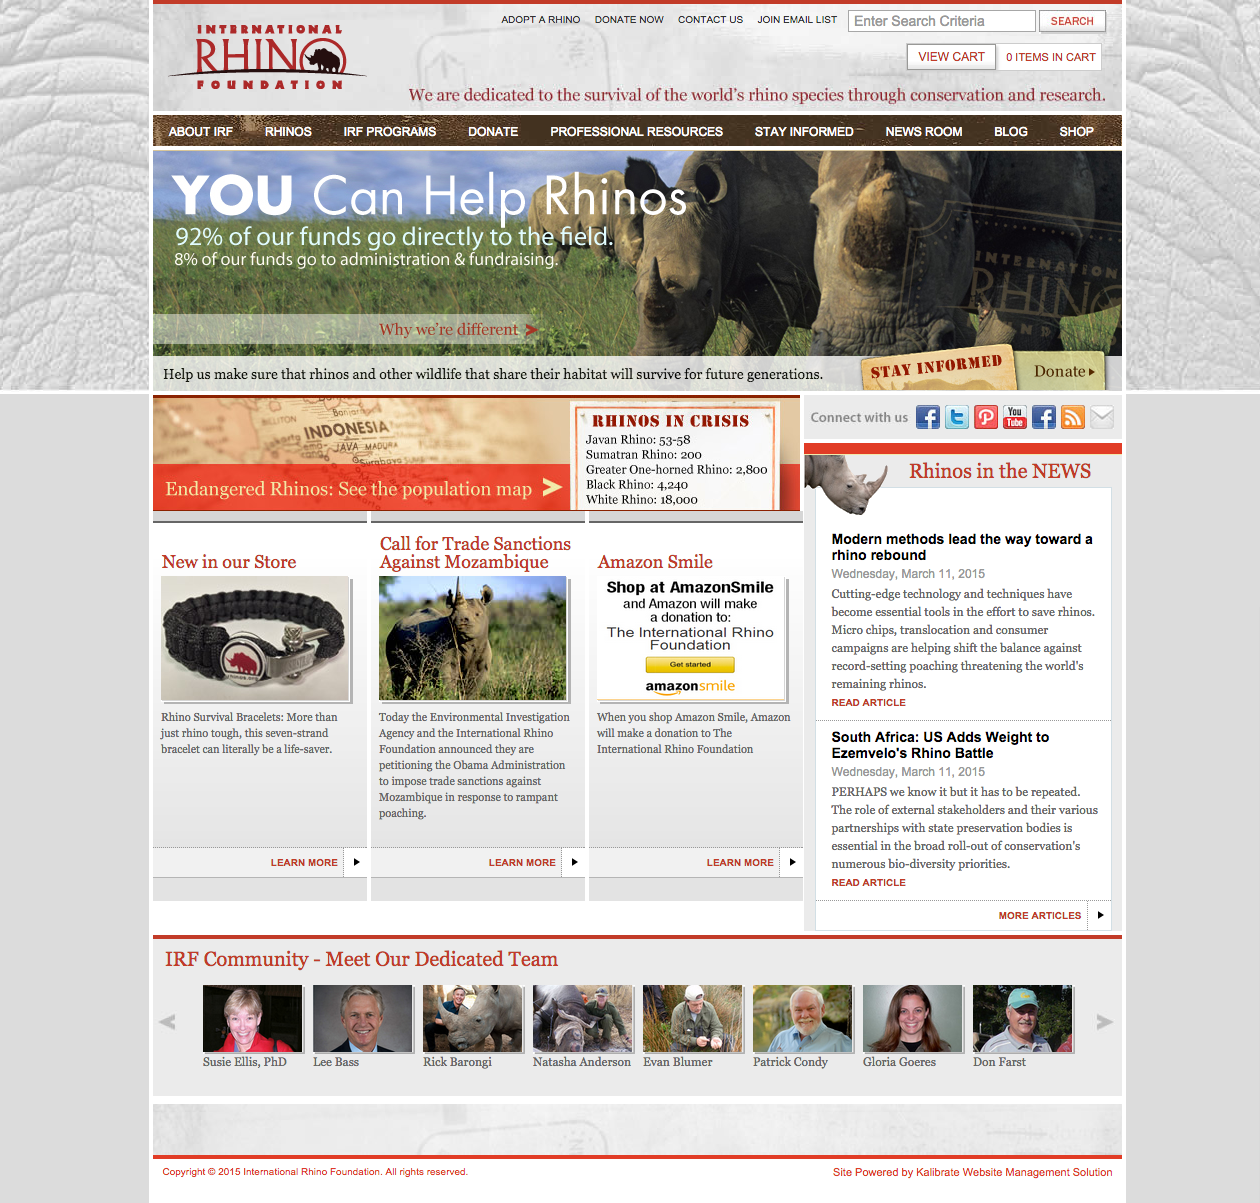 INTERNATIONAL
RHINO
FOUNDATION
ADOPT A RHINO DONATE NOW CONTACT US JOIN EMAIL LIST Enter Search Criteria SEARCH
VIEW CART 0 ITEMS IN CART
We are dedicated to the survival of the world's rhino species through conservation and research.
ABOUT IRF RHINOS IRF PROGRAMS DONATE PROFESSIONAL RESOURCES STAY INFORMED NEWS ROOM BLOG SHOP
YOU Can Help Rhinos
92% of our funds go directly to the field.
8% of our funds go to administration & fundraising.
INTERNATION
RHINO
Why we're different
Help us make sure that rhinos and other wildlife that share their habitat will survive for future generations.
STAY INFORMED
Donate
INDONESIA
JAVA MADURA
Surabaya
RHINOS IN CRISIS
Javan Rhino: 53-58
Sumatran Rhino: 200
Greater One-horned Rhino: 2,800
Black Rhino: 4,240
White Rhino: 18,000
Endangered Rhinos: See the population map
Connect with us
You
Tube
Rhinos in the NEWS
Modern methods lead the way toward a
rhino rebound
Wednesday, March 11, 2015
Cutting-edge technology and techniques have
become essential tools in the effort to save rhinos.
Micro chips, translocation and consumer
campaigns are helping shift the balance against
record-setting poaching threatening the world's
remaining rhinos.
READ ARTICLE
South Africa: US Adds Weight to
Ezemvelo's Rhino Battle
Wednesday, March 11, 2015
PERHAPS we know it but it has to be repeated.
The role of external stakeholders and their various
partnerships with state preservation bodies is
essential in the broad roll-out of conservation's
numerous bio-diversity priorities.
READ ARTICLE
MORE ARTICLES
New in our Store
Rhino Survival Bracelets: More than
just rhino tough, this seven-strand
bracelet can literally be a life-saver.
LEARN MORE
Call for Trade Sanctions
Against Mozambique
Today the Environmental Investigation
Agency and the International Rhino
Foundation announced they are
petitioning the Obama Administration
to impose trade sanctions against
Mozambique in response to rampant
poaching.
LEARN MORE
Amazon Smile
Shop at AmazonSmile
and Amazon will make
a donation to:
The International Rhino
Foundation
Get started
amazonsmile
When you shop Amazon Smile, Amazon
will make a donation to The
International Rhino Foundation
LEARN MORE
IRF Community - Meet Our Dedicated Team
Susie Ellis, PhD Lee Bass Rick Barongi Natasha Anderson Evan Blumer Patrick Condy Gloria Goeres Don Farst
Copyright © 2015 International Rhino Foundation. All rights reserved.
Site Powered by Kalibrate Website Management Solution